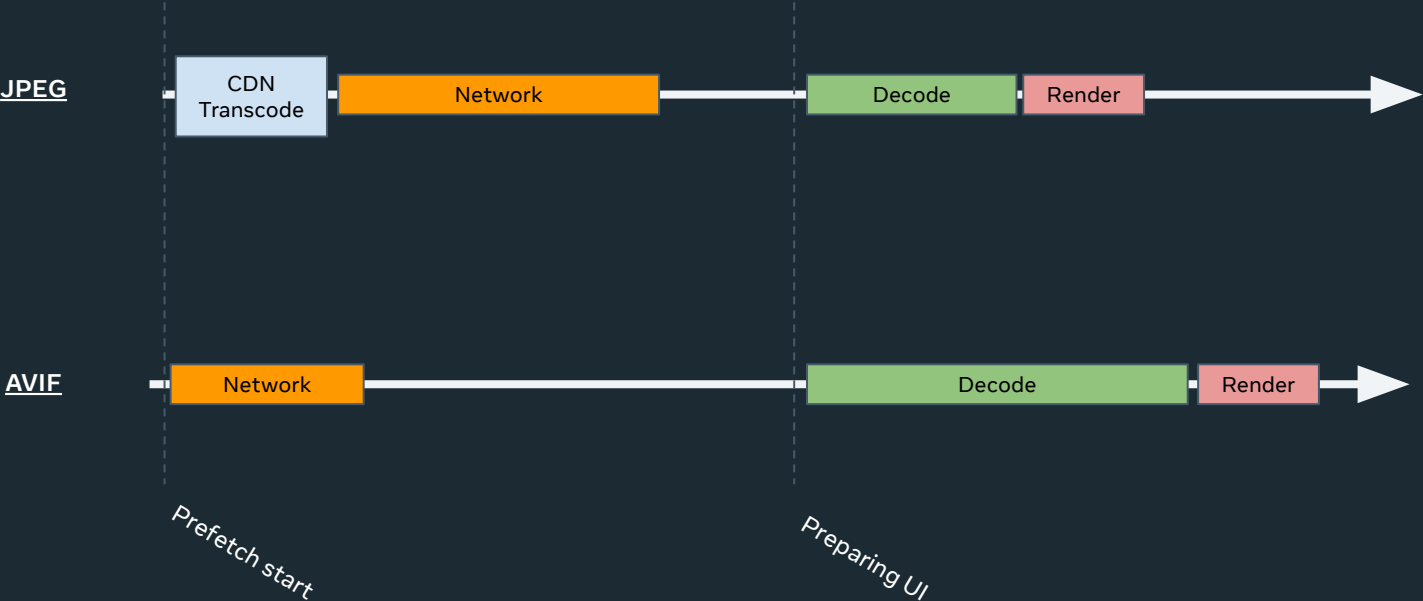 JPEG
CDN
Transcode
Network
Decode
Render
AVIF
Network
Decode
Render
Prefetch start
Preparing UI